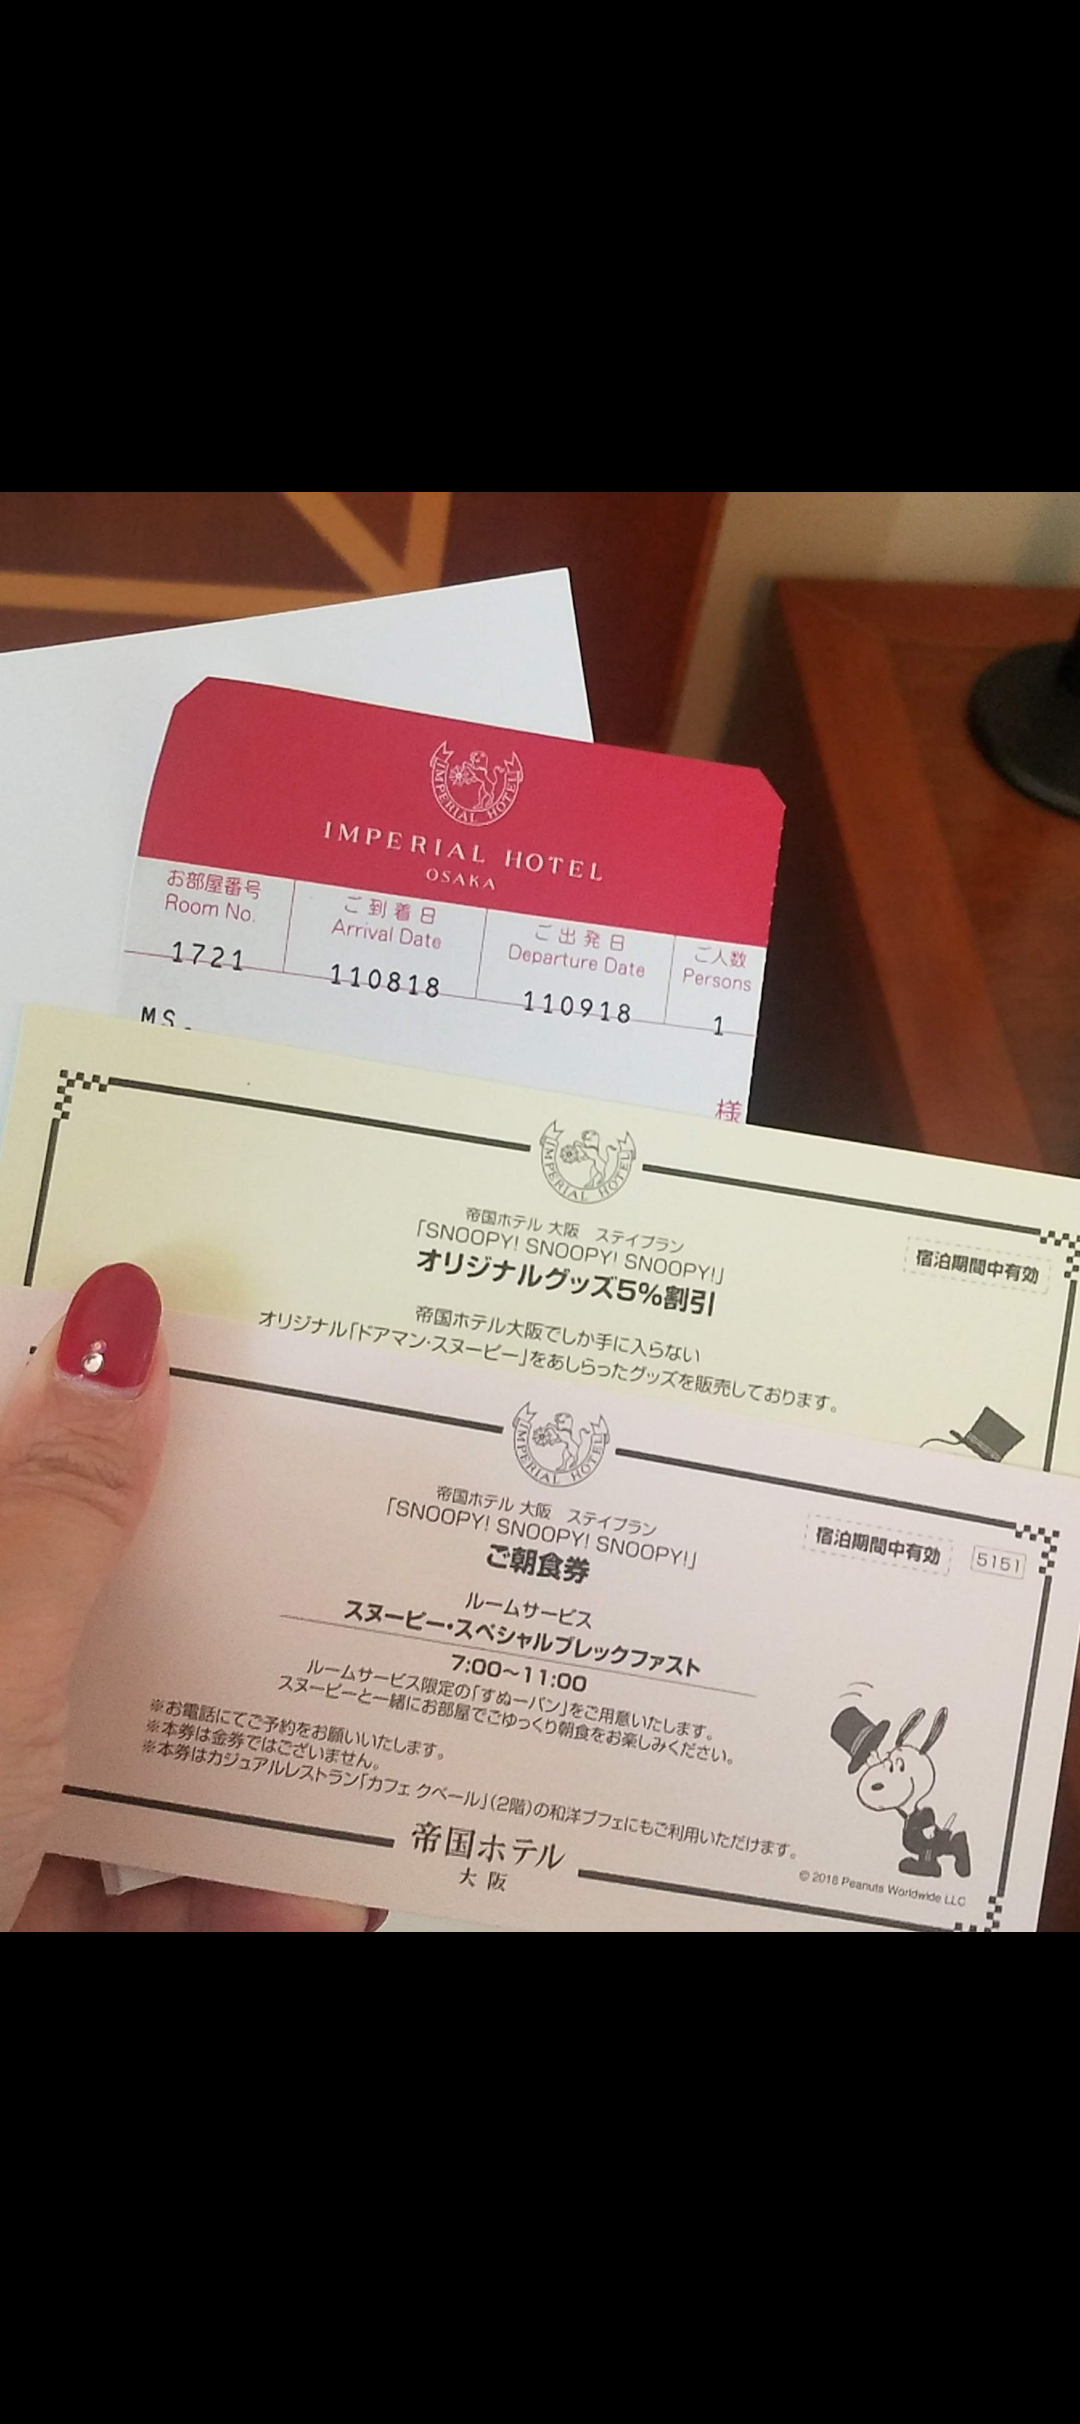 IMPERIAL HOTEL
IMPERIAL HOTEL
OSAKA
お部屋番号 ご到着日 ご出発日 ご人数
Room No. Arrival Date Departure Date Persons
1721 110818 110918 1
MS.
様
IMPERIAL HOTEL
帝国ホテル 大阪 ステイプラン
「SNOOPY! SNOOPY! SNOOPY!」
オリジナルグッズ5%割引
宿泊期間中有効
帝国ホテル大阪でしか手に入らない
オリジナル「ドアマン・スヌーピー」をあしらったグッズを販売しております。
IMPERIAL HOTEL
帝国ホテル 大阪 ステイプラン
「SNOOPY! SNOOPY! SNOOPY!」
ご朝食券
宿泊期間中有効 5151
ルームサービス
スヌーピー・スペシャルブレックファスト
7:00〜11:00
ルームサービス限定の「すぬーパン」をご用意いたします。
スヌーピーと一緒にお部屋でごゆっくり朝食をお楽しみください。
※お電話にてご予約をお願いいたします。
※本券は金券ではございません。
※本券はカジュアルレストラン「カフェ クベール」(2階)の和洋ブフェにもご利用いただけます。
帝国ホテル
大阪
© 2018 Peanuts Worldwide LLC